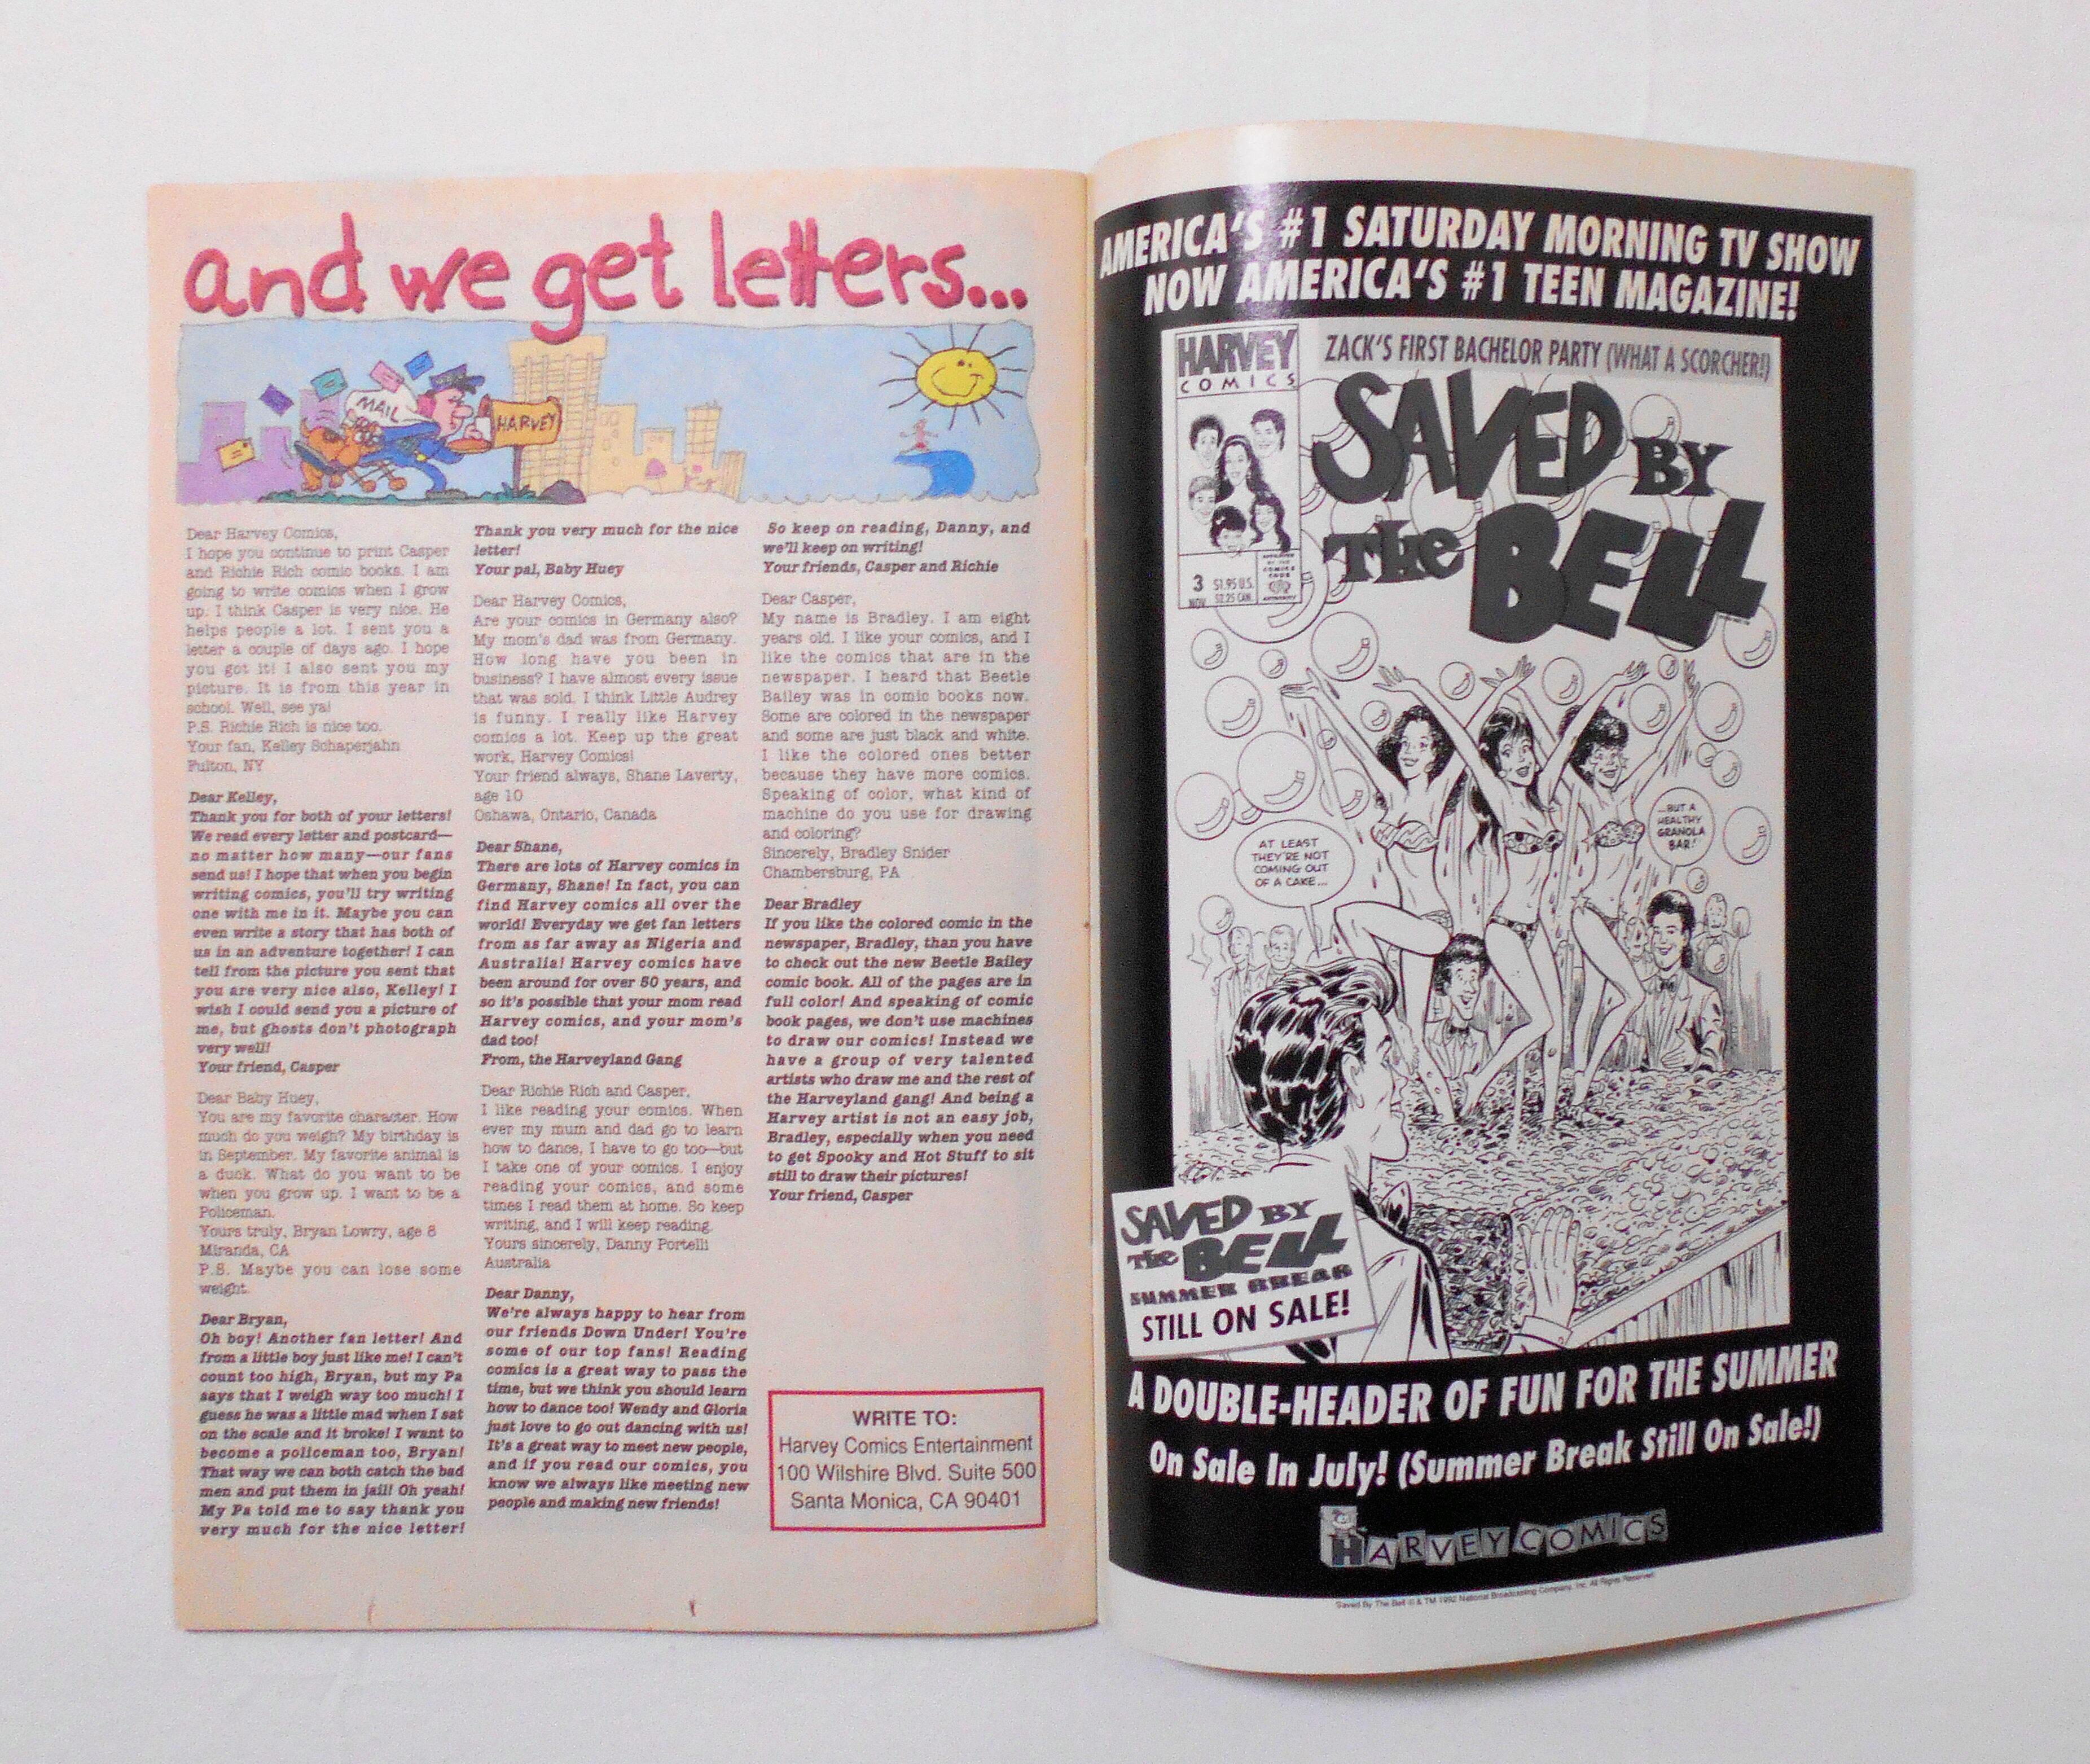 and we get letters...
MAIL
HARVEY
Dear Harvey Comics,
I hope you continue to print Casper
and Richie Rich comic books. I am
going to write comics when I grow
up. I think Casper is very nice. He
helps people a lot. I sent you a
letter a couple of days ago. I hope
you got it! I also sent you my
picture. It is from this year in
school. Well, see ya!
P.S. Richie Rich is nice too.
Your fan, Kelley Schaperjahn
Fulton, NY
Dear Kelley,
Thank you for both of your letters!
We read every letter and postcard—
no matter how many—our fans
send us! I hope that when you begin
writing comics, you'll try writing
one with me in it. Maybe you can
even write a story that has both of
us in an adventure together! I can
tell from the picture you sent that
you are very nice also, Kelley! I
wish I could send you a picture of
me, but ghosts don't photograph
very well!
Your friend, Casper
Dear Baby Huey,
You are my favorite character. How
much do you weigh? My birthday is
in September. My favorite animal is
a duck. What do you want to be
when you grow up. I want to be a
Policeman.
Yours truly, Bryan Lowry, age 8
Miranda, CA
P.S. Maybe you can lose some
weight.
Dear Bryan,
Oh boy! Another fan letter! And
from a little boy just like me! I can't
count too high, Bryan, but my Pa
says that I weigh way too much! I
guess he was a little mad when I sat
on the scale and it broke! I want to
become a policeman too, Bryan!
That way we can both catch the bad
men and put them in jail! Oh yeah!
My Pa told me to say thank you
very much for the nice letter!
Thank you very much for the nice
letter!
Your pal, Baby Huey
Dear Harvey Comics,
Are your comics in Germany also?
My mom's dad was from Germany.
How long have you been in
business? I have almost every issue
that was sold. I think Little Audrey
is funny. I really like Harvey
comics a lot. Keep up the great
work, Harvey Comics!
Your friend always, Shane Laverty,
age 10
Oshawa, Ontario, Canada
Dear Shane,
There are lots of Harvey comics in
Germany, Shane! In fact, you can
find Harvey comics all over the
world! Everyday we get fan letters
from as far away as Nigeria and
Australia! Harvey comics have
been around for over 50 years, and
so it's possible that your mom read
Harvey comics, and your mom's
dad too!
From, the Harveyland Gang
Dear Richie Rich and Casper,
I like reading your comics. When
ever my mum and dad go to learn
how to dance, I have to go too—but
I take one of your comics. I enjoy
reading your comics, and some
times I read them at home. So keep
writing, and I will keep reading.
Yours sincerely, Danny Portelli
Australia
Dear Danny,
We're always happy to hear from
our friends Down Under! You're
some of our top fans! Reading
comics is a great way to pass the
time, but we think you should learn
how to dance too! Wendy and Gloria
just love to go out dancing with us!
It's a great way to meet new people,
and if you read our comics, you
know we always like meeting new
people and making new friends!
So keep on reading, Danny, and
we'll keep on writing!
Your friends, Casper and Richie
Dear Casper,
My name is Bradley. I am eight
years old. I like your comics, and I
like the comics that are in the
newspaper. I heard that Beetle
Bailey was in comic books now.
Some are colored in the newspaper
and some are just black and white.
I like the colored ones better
because they have more comics.
Speaking of color, what kind of
machine do you use for drawing
and coloring?
Sincerely, Bradley Snider
Chambersburg, PA
Dear Bradley
If you like the colored comic in the
newspaper, Bradley, than you have
to check out the new Beetle Bailey
comic book. All of the pages are in
full color! And speaking of comic
book pages, we don't use machines
to draw our comics! Instead we
have a group of very talented
artists who draw me and the rest of
the Harveyland gang! And being a
Harvey artist is not an easy job,
Bradley, especially when you need
to get Spooky and Hot Stuff to sit
still to draw their pictures!
Your friend, Casper
WRITE TO:
Harvey Comics Entertainment
100 Wilshire Blvd. Suite 500
Santa Monica, CA 90401
AMERICA'S #1 SATURDAY MORNING TV SHOW
NOW AMERICA'S #1 TEEN MAGAZINE!
HARVEY
COMICS
ZACK'S FIRST BACHELOR PARTY (WHAT A SCORCHER!)
SAVED BY
THE BELL
3
NOV.
$1.95 U.S.
$2.25 CAN.
APPROVED
BY THE
COMICS
CODE
AUTHORITY
AT LEAST
THEY'RE NOT
COMING OUT
OF A CAKE...
...BUT A
HEALTHY
GRANOLA
BAR!
SAVED BY
THE BELL
SUMMER BREAK
STILL ON SALE!
A DOUBLE-HEADER OF FUN FOR THE SUMMER
On Sale In July! (Summer Break Still On Sale!)
HARVEY COMICS
Saved By The Bell © & TM 1992 National Broadcasting Company, Inc. All Rights Reserved.